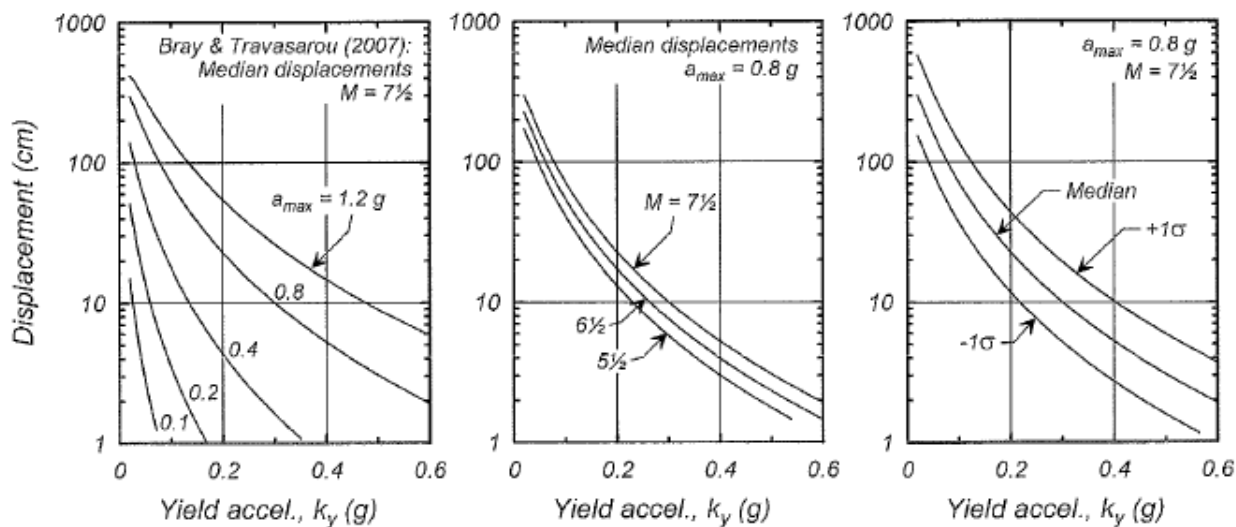 Displacement (cm)
1000
100
10
1
Bray & Travasarou (2007):
Median displacements
M = 7½
a_max = 1.2 g
0.8
0.4
0.2
0.1
0
0.2
0.4
0.6
Yield accel., k_y (g)
1000
100
10
1
Median displacements
a_max = 0.8 g
M = 7½
6½
5½
0
0.2
0.4
0.6
Yield accel., k_y (g)
1000
100
10
1
a_max = 0.8 g
M = 7½
Median
+1σ
-1σ
0
0.2
0.4
0.6
Yield accel., k_y (g)